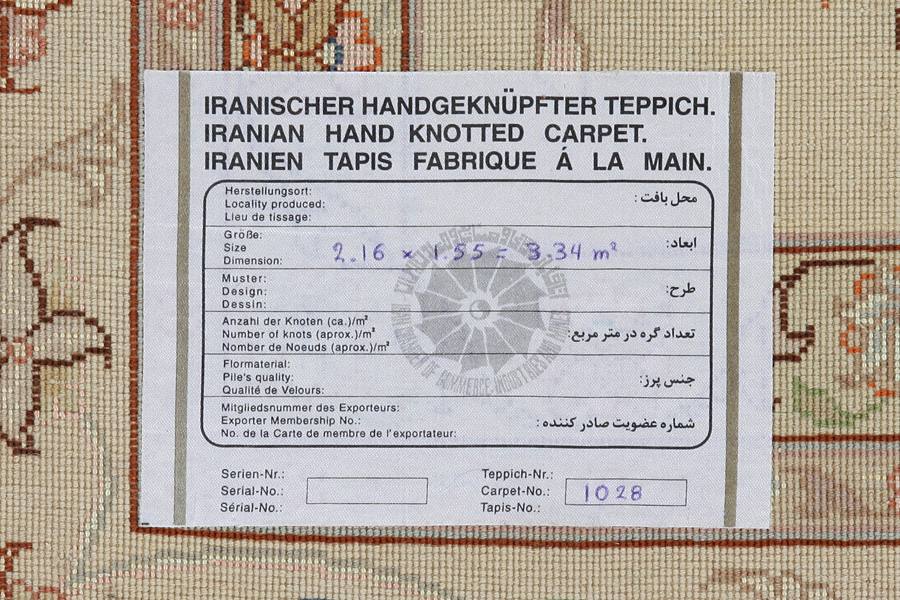 IRANISCHER HANDGEKNÜPFTER TEPPICH.
IRANIAN HAND KNOTTED CARPET.
IRANIEN TAPIS FABRIQUE Á LA MAIN.
Herstellungsort:
Locality produced:
Lieu de tissage:
محل بافت :
Größe:
Size
Dimension:
2.16 × 1.55 = 3.34 m²
ابعاد:
Muster:
Design:
Dessin:
طرح:
Anzahl der Knoten (ca.)/m²
Number of knots (aprox.)/m²
Nombre de Noeuds (aprox.)/m²
تعداد گره در متر مربع:
Flormaterial:
Pile's quality:
Qualité de Velours:
جنس پرز:
Mitgliedsnummer des Exporteurs:
Exporter Membership No.:
No. de la Carte de membre de l'exportateur:
شماره عضویت صادر کننده :
Serien-Nr.:
Serial-No.:
Sérial-No.:
Teppich-Nr.:
Carpet-No.:
Tapis-No.:
1028